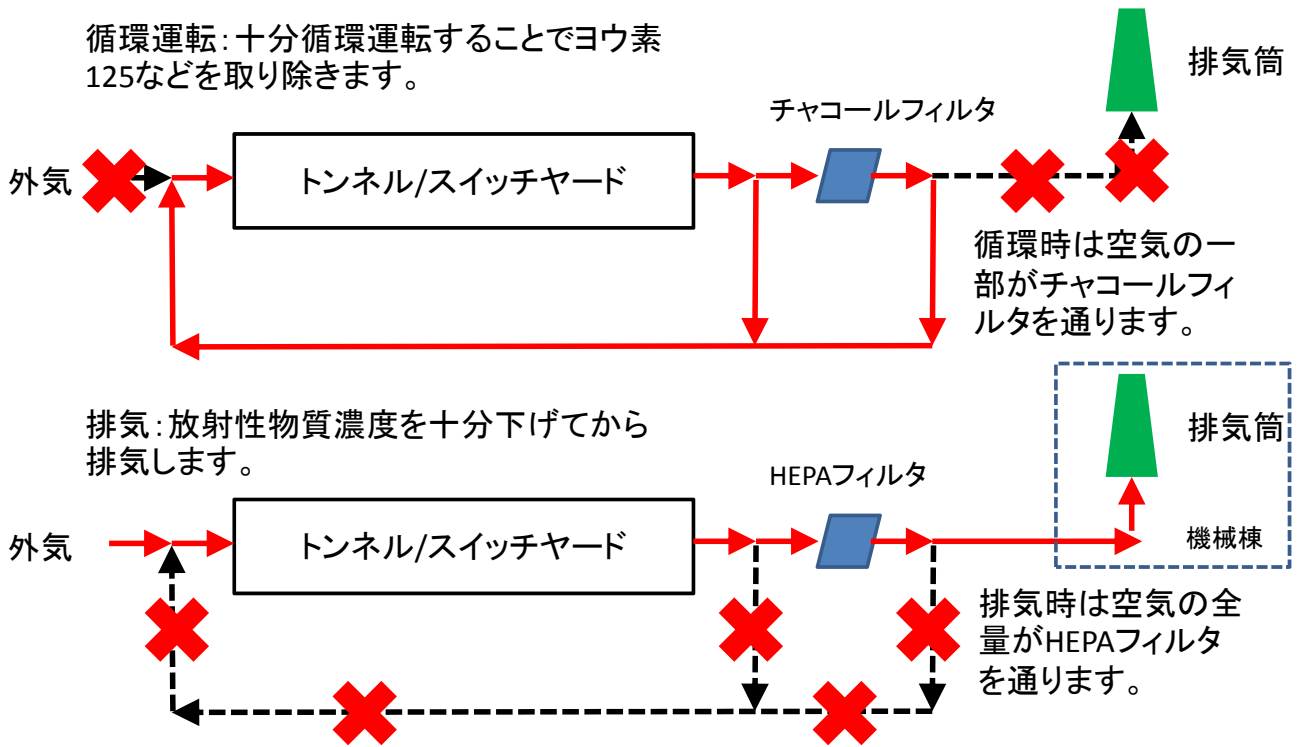 循環運転：十分循環運転することでヨウ素
125などを取り除きます。
排気筒
チャコールフィルタ
外気
トンネル/スイッチヤード
循環時は空気の一
部がチャコールフィ
ルタを通ります。
排気：放射性物質濃度を十分下げてから
排気します。
排気筒
HEPAフィルタ
外気
トンネル/スイッチヤード
機械棟
排気時は空気の全
量がHEPAフィルタ
を通ります。